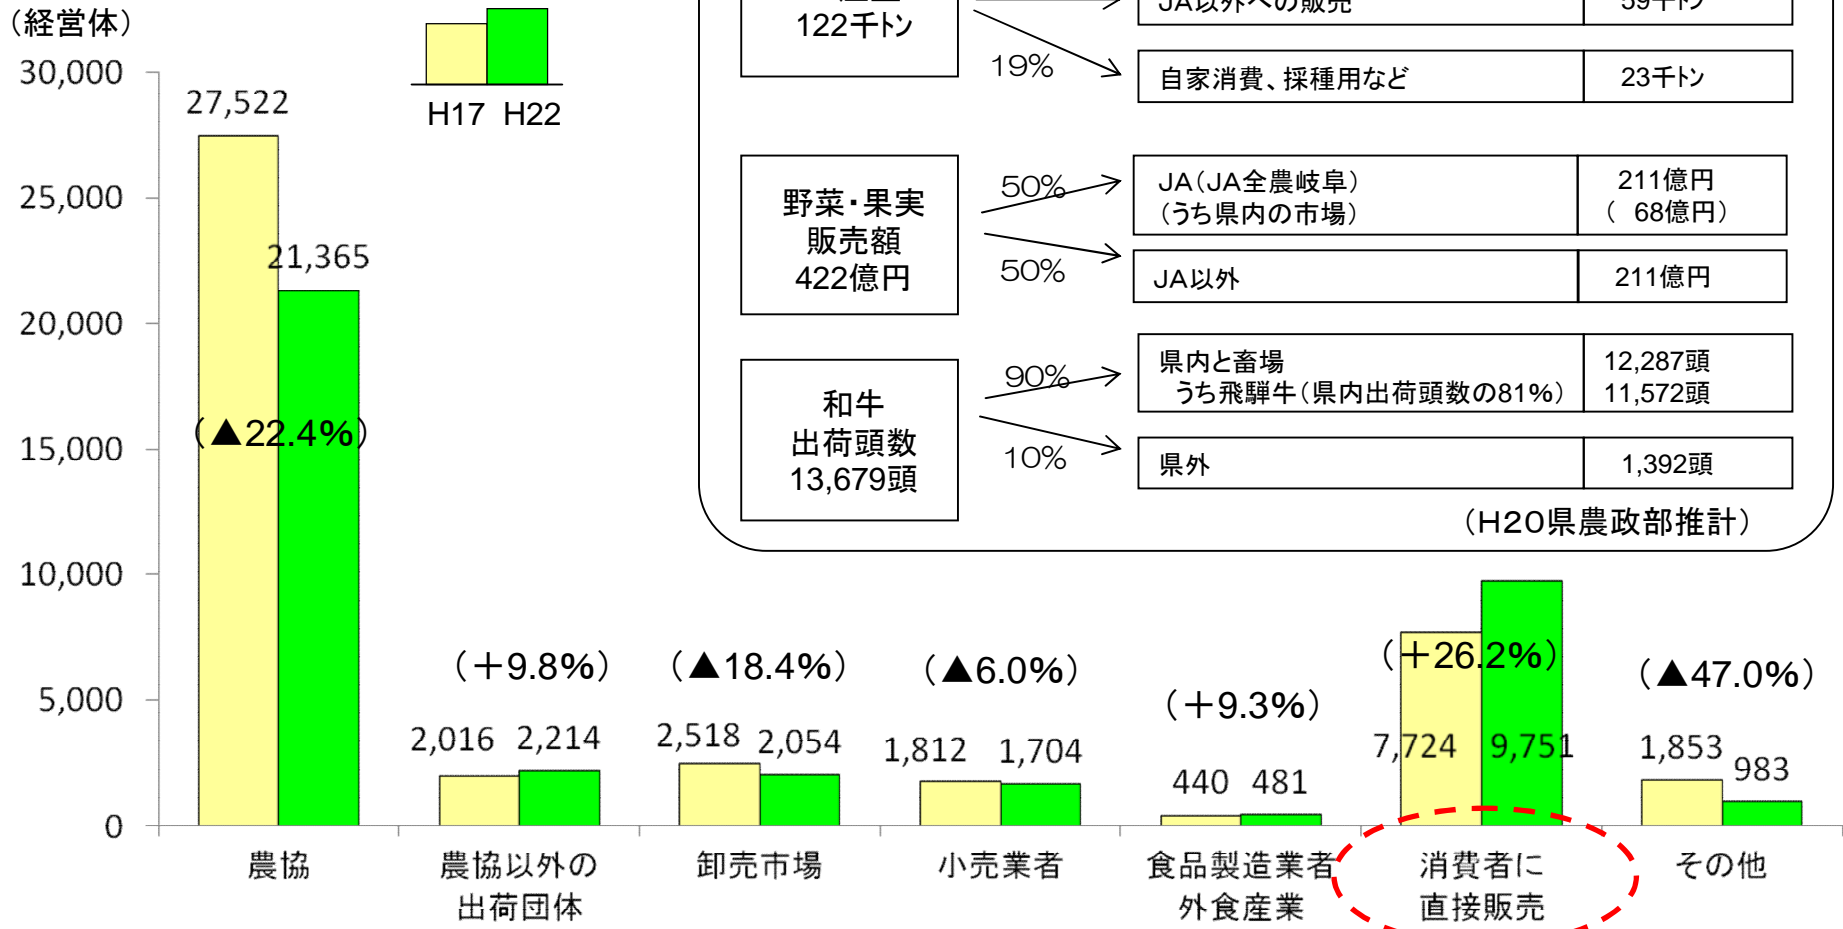 （経営体）
30,000
25,000
20,000
15,000
10,000
5,000
0
H17 H22
27,522
21,365
（▲22.4%）
2,016 2,214
（＋9.8%）
2,518 2,054
（▲18.4%）
1,812 1,704
（▲6.0%）
440 481
（＋9.3%）
7,724 9,751
（＋26.2%）
1,853 983
（▲47.0%）
農協
農協以外の
出荷団体
卸売市場
小売業者
食品製造業者
外食産業
消費者に
直接販売
その他
122千トン
JA以外への販売 59千トン
19%
自家消費、採種用など 23千トン
野菜・果実
販売額
422億円
50%
JA（JA全農岐阜） 211億円
（うち県内の市場） （ 68億円）
50%
JA以外 211億円
和牛
出荷頭数
13,679頭
90%
県内と畜場 12,287頭
うち飛騨牛（県内出荷頭数の81%） 11,572頭
10%
県外 1,392頭
（H20県農政部推計）